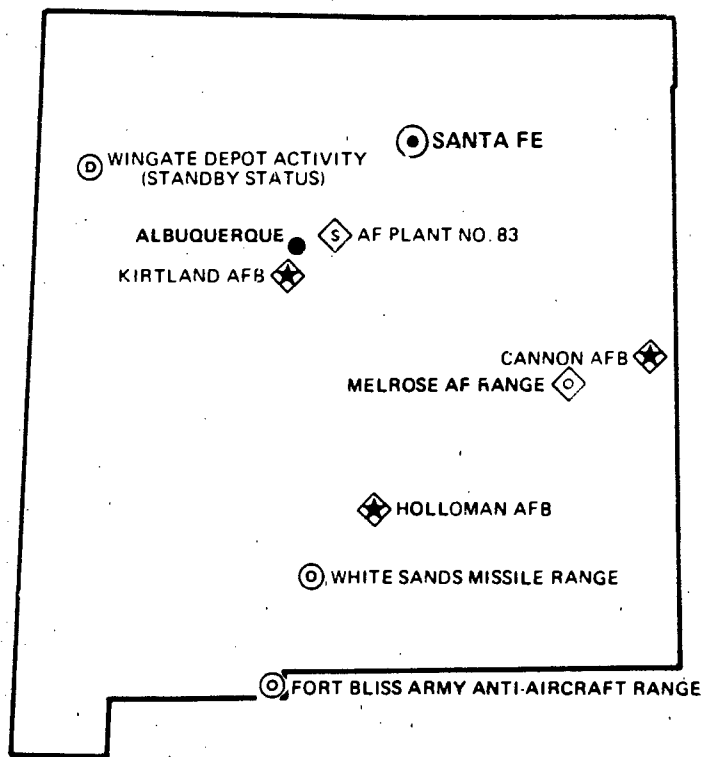 SANTA FE
D WINGATE DEPOT ACTIVITY
(STANDBY STATUS)
ALBUQUERQUE
S AF PLANT NO. 83
KIRTLAND AFB
CANNON AFB
MELROSE AF RANGE O
HOLLOMAN AFB
O WHITE SANDS MISSILE RANGE
O FORT BLISS ARMY ANTI-AIRCRAFT RANGE